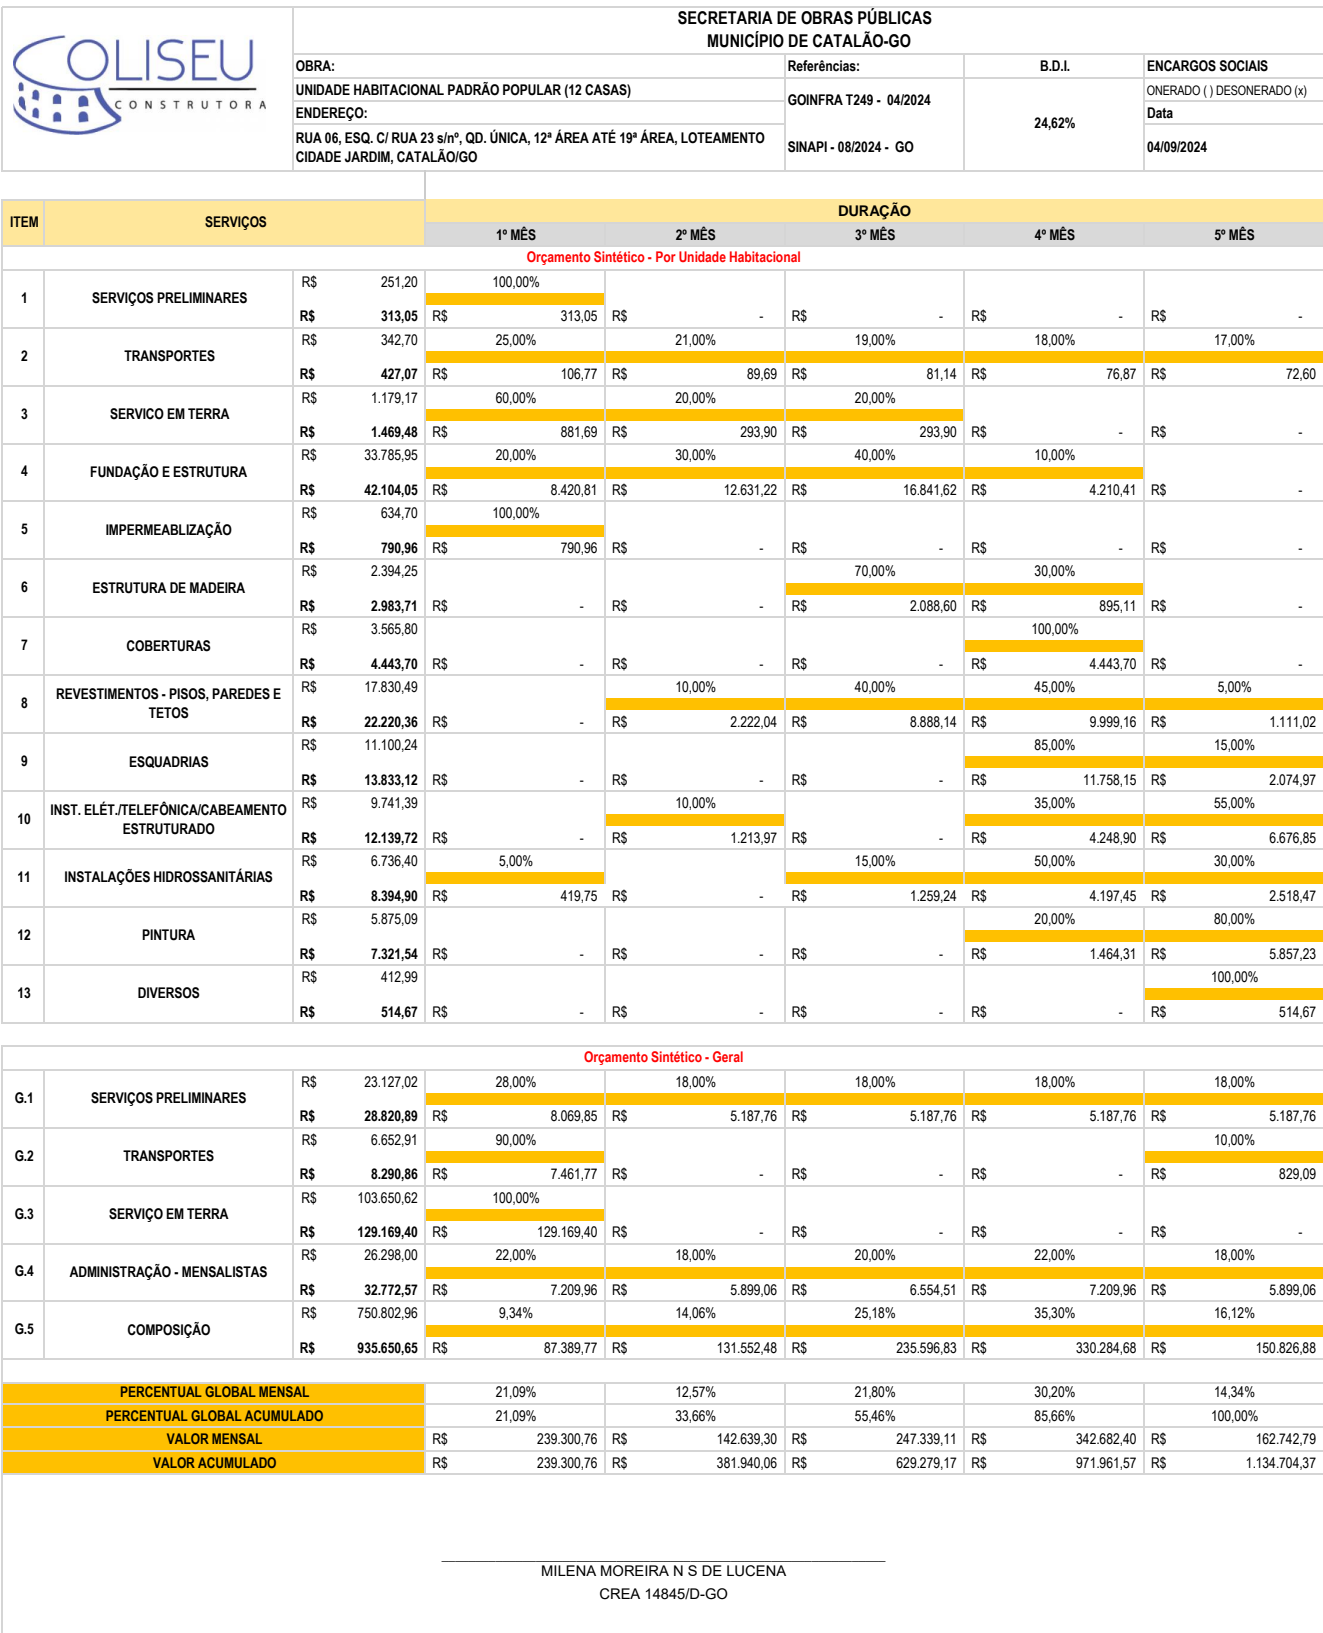 COLISEU
CONSTRUTORA
SECRETARIA DE OBRAS PÚBLICAS
MUNICÍPIO DE CATALÃO-GO
OBRA: Referências: B.D.I. ENCARGOS SOCIAIS
UNIDADE HABITACIONAL PADRÃO POPULAR (12 CASAS) GOINFRA T249 - 04/2024 24,62% ONERADO ( ) DESONERADO (x)
ENDEREÇO: Data
RUA 06, ESQ. C/ RUA 23 s/nº, QD. ÚNICA, 12ª ÁREA ATÉ 19ª ÁREA, LOTEAMENTO SINAPI - 08/2024 - GO 04/09/2024
CIDADE JARDIM, CATALÃO/GO
ITEM SERVIÇOS DURAÇÃO
1º MÊS 2º MÊS 3º MÊS 4º MÊS 5º MÊS
Orçamento Sintético - Por Unidade Habitacional
R$ 251,20 100,00%
1 SERVIÇOS PRELIMINARES
R$ 313,05 R$ 313,05 R$ - R$ - R$ - R$ -
R$ 342,70 25,00% 21,00% 19,00% 18,00% 17,00%
2 TRANSPORTES
R$ 427,07 R$ 106,77 R$ 89,69 R$ 81,14 R$ 76,87 R$ 72,60
R$ 1.179,17 60,00% 20,00% 20,00%
3 SERVICO EM TERRA
R$ 1.469,48 R$ 881,69 R$ 293,90 R$ 293,90 R$ - R$ -
R$ 33.785,95 20,00% 30,00% 40,00% 10,00%
4 FUNDAÇÃO E ESTRUTURA
R$ 42.104,05 R$ 8.420,81 R$ 12.631,22 R$ 16.841,62 R$ 4.210,41 R$ -
R$ 634,70 100,00%
5 IMPERMEABLIZAÇÃO
R$ 790,96 R$ 790,96 R$ - R$ - R$ - R$ -
R$ 2.394,25 70,00% 30,00%
6 ESTRUTURA DE MADEIRA
R$ 2.983,71 R$ - R$ - R$ 2.088,60 R$ 895,11 R$ -
R$ 3.565,80 100,00%
7 COBERTURAS
R$ 4.443,70 R$ - R$ - R$ - R$ 4.443,70 R$ -
R$ 17.830,49 10,00% 40,00% 45,00% 5,00%
8 REVESTIMENTOS - PISOS, PAREDES E
TETOS
R$ 22.220,36 R$ - R$ 2.222,04 R$ 8.888,14 R$ 9.999,16 R$ 1.111,02
R$ 11.100,24 85,00% 15,00%
9 ESQUADRIAS
R$ 13.833,12 R$ - R$ - R$ - R$ 11.758,15 R$ 2.074,97
R$ 9.741,39 10,00% 35,00% 55,00%
10 INST. ELÉT./TELEFÔNICA/CABEAMENTO
ESTRUTURADO
R$ 12.139,72 R$ - R$ 1.213,97 R$ - R$ 4.248,90 R$ 6.676,85
R$ 6.736,40 5,00% 15,00% 50,00% 30,00%
11 INSTALAÇÕES HIDROSSANITÁRIAS
R$ 8.394,90 R$ 419,75 R$ - R$ 1.259,24 R$ 4.197,45 R$ 2.518,47
R$ 5.875,09 20,00% 80,00%
12 PINTURA
R$ 7.321,54 R$ - R$ - R$ - R$ 1.464,31 R$ 5.857,23
R$ 412,99 100,00%
13 DIVERSOS
R$ 514,67 R$ - R$ - R$ - R$ - R$ 514,67
Orçamento Sintético - Geral
R$ 23.127,02 28,00% 18,00% 18,00% 18,00% 18,00%
G.1 SERVIÇOS PRELIMINARES
R$ 28.820,89 R$ 8.069,85 R$ 5.187,76 R$ 5.187,76 R$ 5.187,76 R$ 5.187,76
R$ 6.652,91 90,00% 10,00%
G.2 TRANSPORTES
R$ 8.290,86 R$ 7.461,77 R$ - R$ - R$ - R$ 829,09
R$ 103.650,62 100,00%
G.3 SERVIÇO EM TERRA
R$ 129.169,40 R$ 129.169,40 R$ - R$ - R$ - R$ -
R$ 26.298,00 22,00% 18,00% 20,00% 22,00% 18,00%
G.4 ADMINISTRAÇÃO - MENSALISTAS
R$ 32.772,57 R$ 7.209,96 R$ 5.899,06 R$ 6.554,51 R$ 7.209,96 R$ 5.899,06
R$ 750.802,96 9,34% 14,06% 25,18% 35,30% 16,12%
G.5 COMPOSIÇÃO
R$ 935.650,65 R$ 87.389,77 R$ 131.552,48 R$ 235.596,83 R$ 330.284,68 R$ 150.826,88
PERCENTUAL GLOBAL MENSAL 21,09% 12,57% 21,80% 30,20% 14,34%
PERCENTUAL GLOBAL ACUMULADO 21,09% 33,66% 55,46% 85,66% 100,00%
VALOR MENSAL R$ 239.300,76 R$ 142.639,30 R$ 247.339,11 R$ 342.682,40 R$ 162.742,79
VALOR ACUMULADO R$ 239.300,76 R$ 381.940,06 R$ 629.279,17 R$ 971.961,57 R$ 1.134.704,37
MILENA MOREIRA N S DE LUCENA
CREA 14845/D-GO